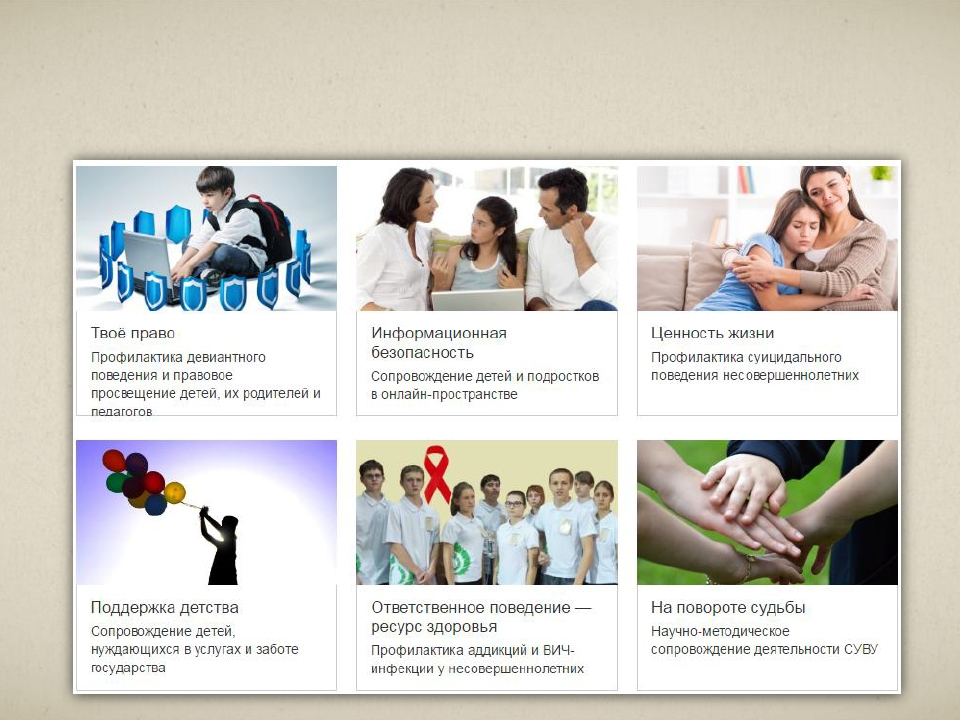 Твоё право
Профилактика девиантного
поведения и правовое
просвещение детей, их родителей и
педагогов
Информационная
безопасность
Сопровождение детей и подростков
в онлайн-пространстве
Ценность жизни
Профилактика суицидального
поведения несовершеннолетних
Поддержка детства
Сопровождение детей,
нуждающихся в услугах и заботе
государства
Ответственное поведение —
ресурс здоровья
Профилактика аддикций и ВИЧ-
инфекции у несовершеннолетних
На повороте судьбы
Научно-методическое
сопровождение деятельности СУВУ